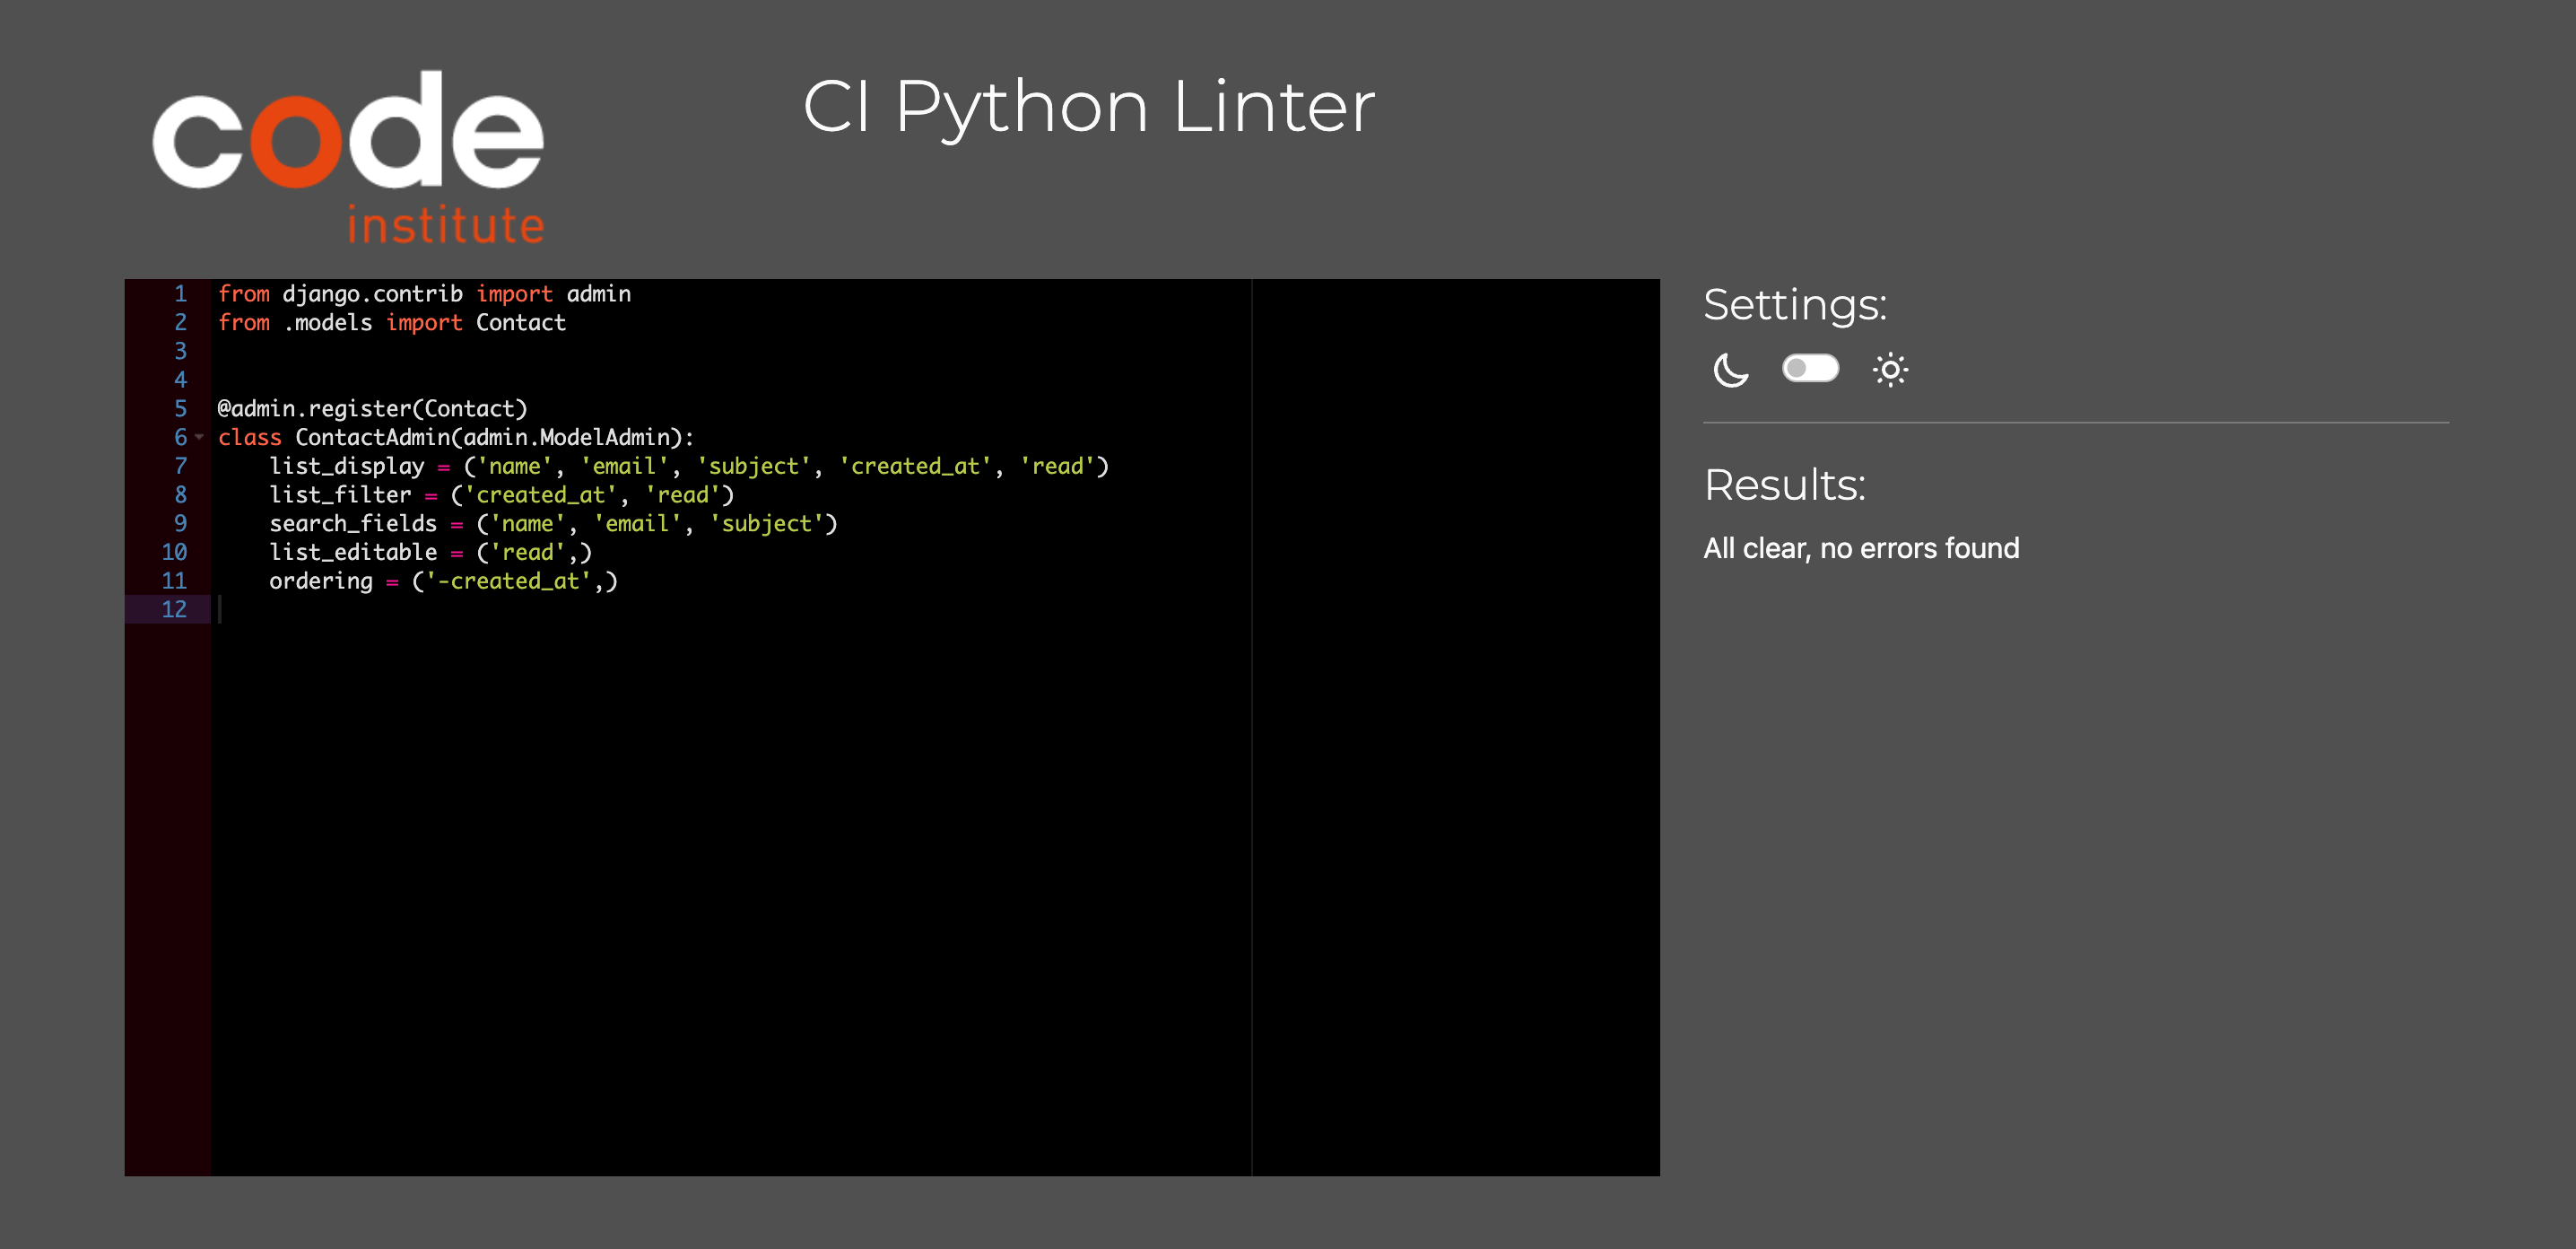 code
institute
CI Python Linter
1 from django.contrib import admin
2 from .models import Contact
3
4
5 @admin.register(Contact)
6 class ContactAdmin(admin.ModelAdmin):
7     list_display = ('name', 'email', 'subject', 'created_at', 'read')
8     list_filter = ('created_at', 'read')
9     search_fields = ('name', 'email', 'subject')
10     list_editable = ('read',)
11     ordering = ('-created_at',)
12
Settings:
Results:
All clear, no errors found